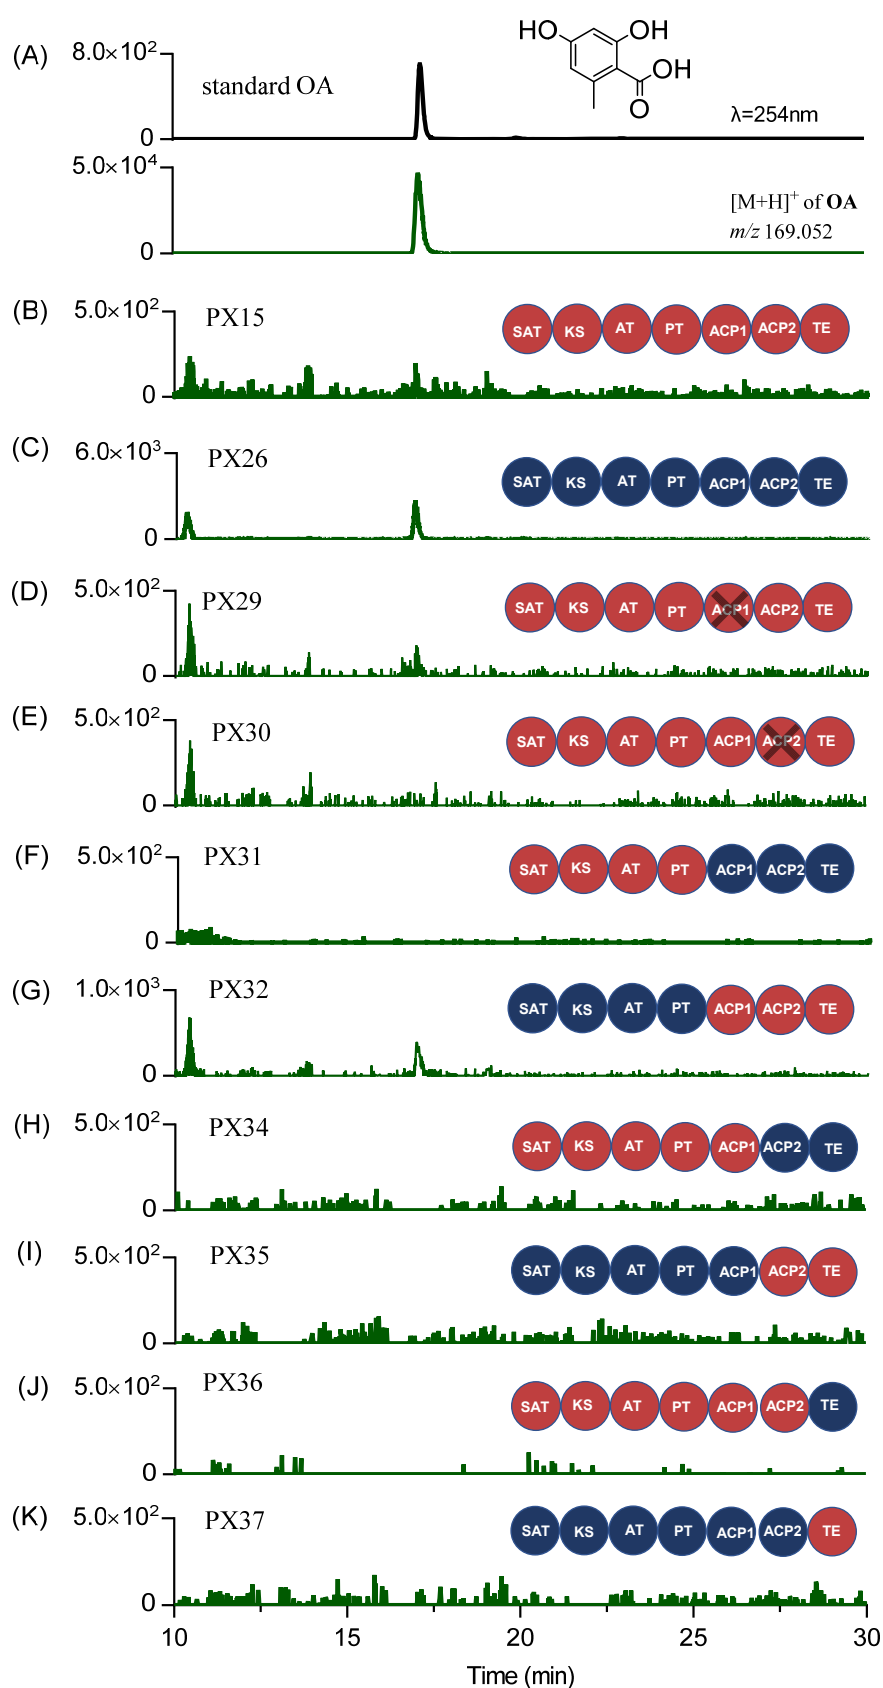 (A)
8.0×10²
standard OA
HO
OH
OH
O
λ=254nm
0
5.0×10⁴
[M+H]⁺ of OA
m/z 169.052
0
(B)
5.0×10²
PX15
SAT KS AT PT ACP1 ACP2 TE
0
(C)
6.0×10³
PX26
SAT KS AT PT ACP1 ACP2 TE
0
(D)
5.0×10²
PX29
SAT KS AT PT ACP1 ACP2 TE
0
(E)
5.0×10²
PX30
SAT KS AT PT ACP1 ACP2 TE
0
(F)
5.0×10²
PX31
SAT KS AT PT ACP1 ACP2 TE
0
(G)
1.0×10³
PX32
SAT KS AT PT ACP1 ACP2 TE
0
(H)
5.0×10²
PX34
SAT KS AT PT ACP1 ACP2 TE
0
(I)
5.0×10²
PX35
SAT KS AT PT ACP1 ACP2 TE
0
(J)
5.0×10²
PX36
SAT KS AT PT ACP1 ACP2 TE
0
(K)
5.0×10²
PX37
SAT KS AT PT ACP1 ACP2 TE
0
10 15 20 25 30
Time (min)